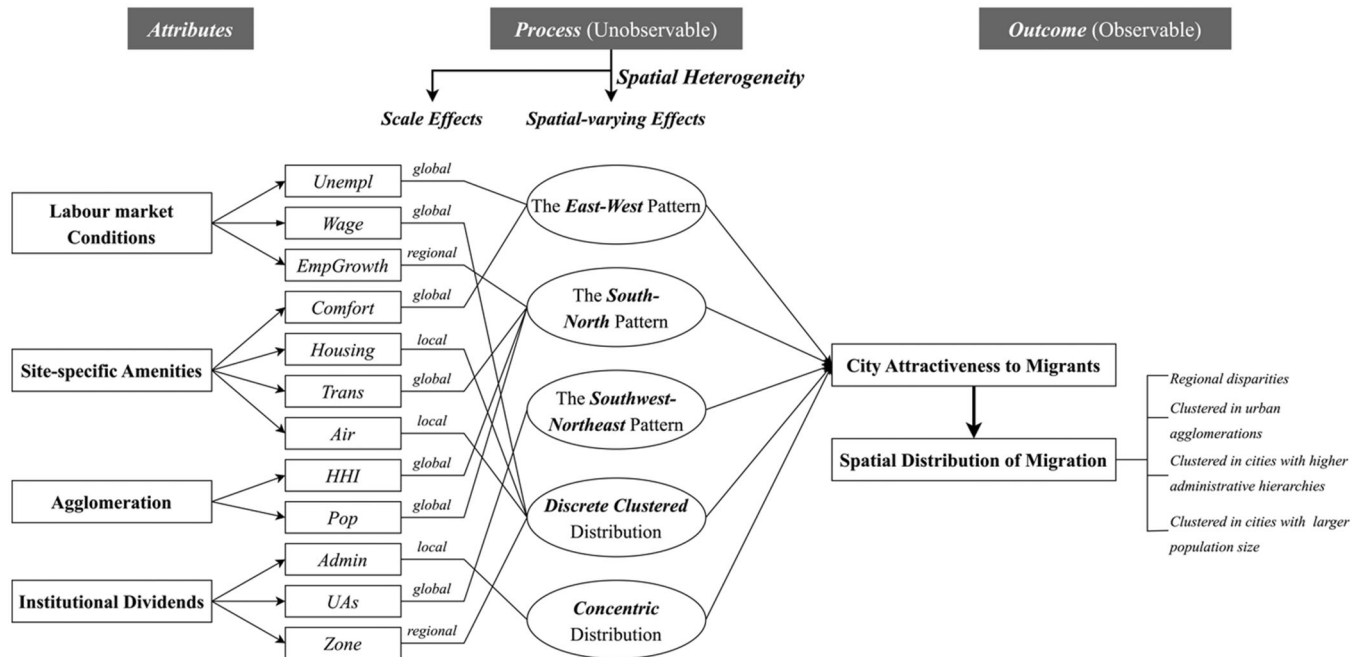 Attributes
Process (Unobservable)
Outcome (Observable)
Spatial Heterogeneity
Scale Effects
Spatial-varying Effects
Labour market
Conditions
Site-specific Amenities
Agglomeration
Institutional Dividends
Unempl
global
Wage
global
EmpGrowth
regional
Comfort
global
Housing
local
Trans
global
Air
local
HHI
global
Pop
global
Admin
local
UAs
global
Zone
regional
The East-West Pattern
The South-
North Pattern
The Southwest-
Northeast Pattern
Discrete Clustered
Distribution
Concentric
Distribution
City Attractiveness to Migrants
Spatial Distribution of Migration
Regional disparities
Clustered in urban
agglomerations
Clustered in cities with higher
administrative hierarchies
Clustered in cities with larger
population size